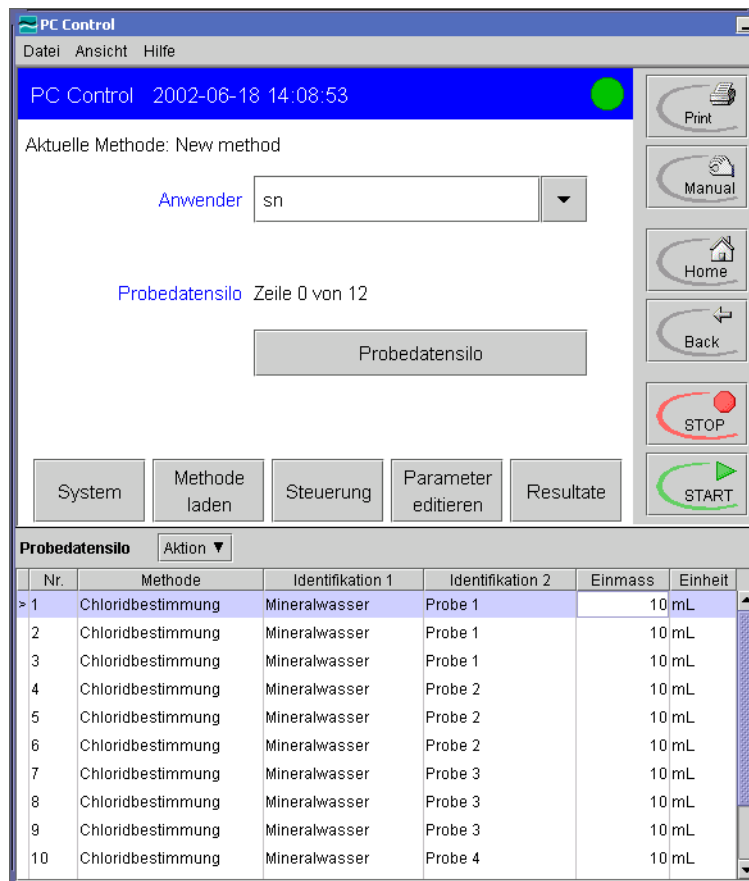 PC Control
Datei Ansicht Hilfe
PC Control 2002-06-18 14:08:53
Aktuelle Methode: New method
Anwender sn
Probedatensilo Zeile 0 von 12
Probedatensilo
System Methode laden Steuerung Parameter editieren Resultate
Print
Manual
Home
Back
STOP
START
Probedatensilo Aktion ▼
Nr. Methode Identifikation 1 Identifikation 2 Einmass Einheit
> 1 Chloridbestimmung Mineralwasser Probe 1 10 mL
2 Chloridbestimmung Mineralwasser Probe 1 10 mL
3 Chloridbestimmung Mineralwasser Probe 1 10 mL
4 Chloridbestimmung Mineralwasser Probe 2 10 mL
5 Chloridbestimmung Mineralwasser Probe 2 10 mL
6 Chloridbestimmung Mineralwasser Probe 2 10 mL
7 Chloridbestimmung Mineralwasser Probe 3 10 mL
8 Chloridbestimmung Mineralwasser Probe 3 10 mL
9 Chloridbestimmung Mineralwasser Probe 3 10 mL
10 Chloridbestimmung Mineralwasser Probe 4 10 mL